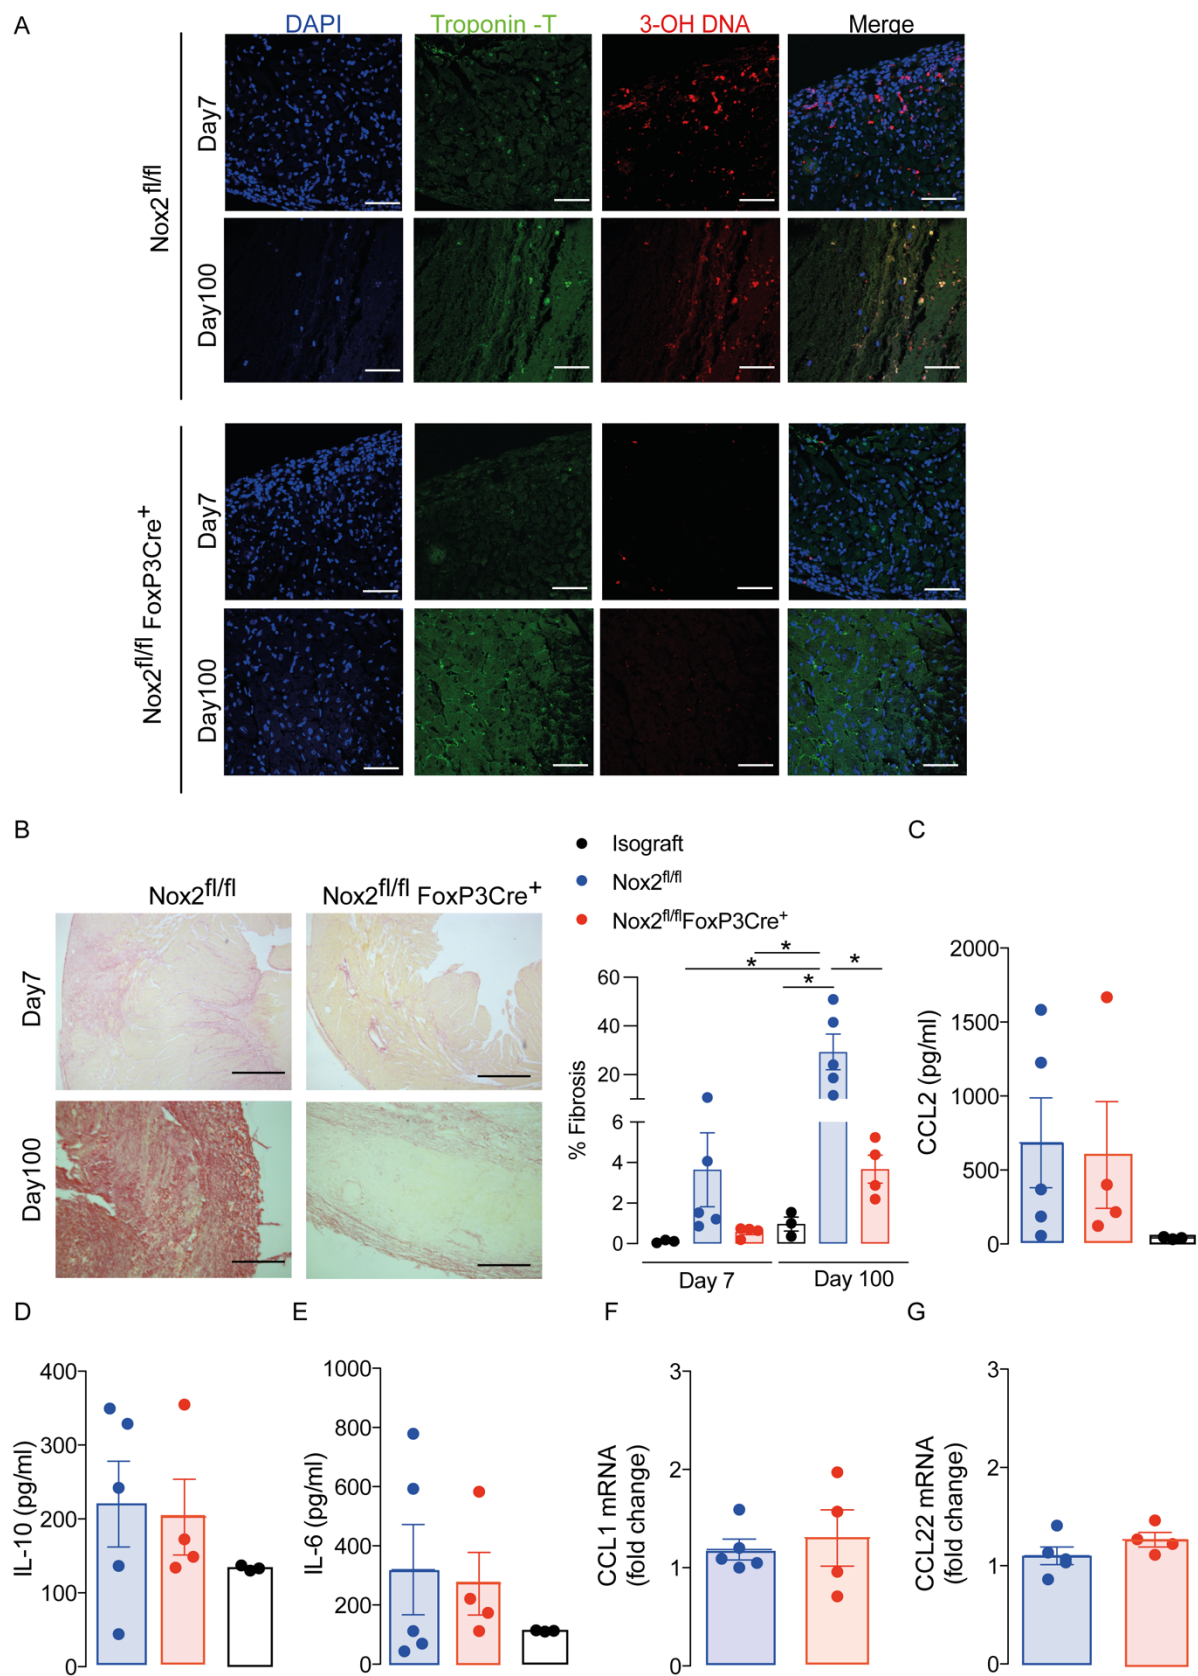 A
DAPI
Troponin -T
3-OH DNA
Merge
Nox2fl/fl
Day7
Day100
Nox2fl/fl FoxP3Cre+
Day7
Day100
B
Nox2fl/fl
Nox2fl/fl FoxP3Cre+
Day7
Day100
Isograft
Nox2fl/fl
Nox2fl/flFoxP3Cre+
% Fibrosis
60
40
20
6
4
2
0
*
*
*
*
Day 7
Day 100
C
CCL2 (pg/ml)
2000
1500
1000
500
0
D
IL-10 (pg/ml)
400
300
200
100
0
E
IL-6 (pg/ml)
1000
800
600
400
200
0
F
CCL1 mRNA
(fold change)
3
2
1
0
G
CCL22 mRNA
(fold change)
3
2
1
0